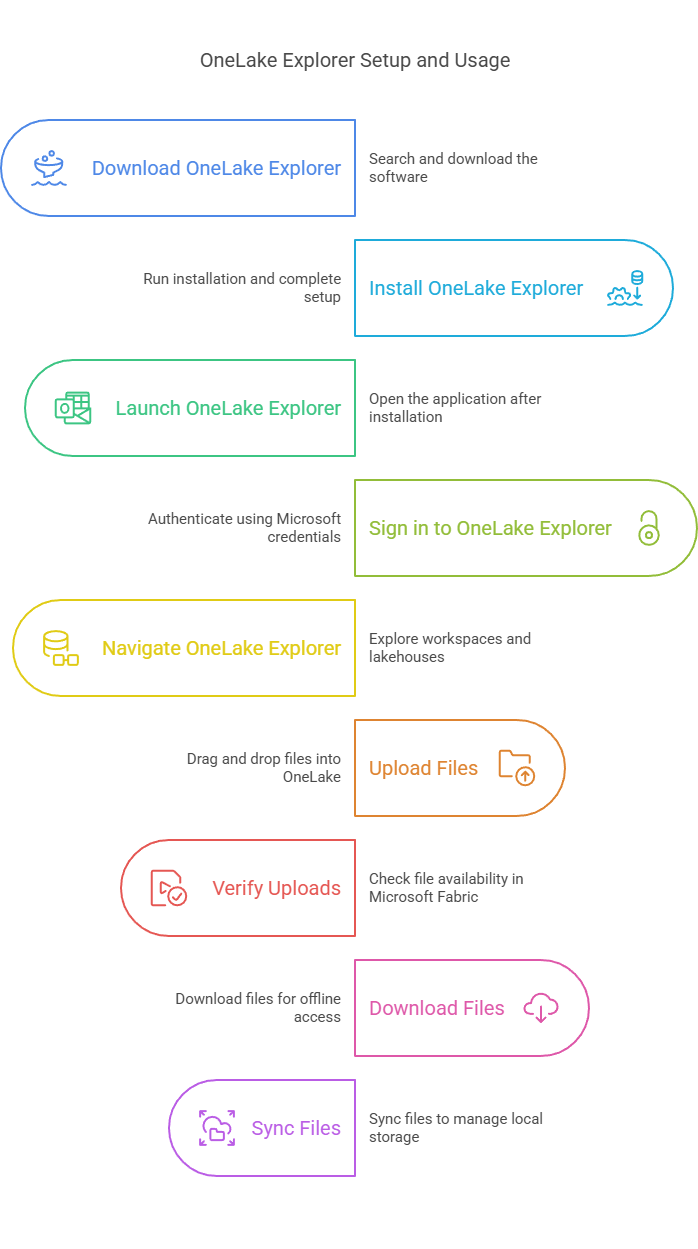 OneLake Explorer Setup and Usage
Download OneLake Explorer
Search and download the
software
Run installation and complete
setup
Install OneLake Explorer
Launch OneLake Explorer
Open the application after
installation
Authenticate using Microsoft
credentials
Sign in to OneLake Explorer
Navigate OneLake Explorer
Explore workspaces and
lakehouses
Drag and drop files into
OneLake
Upload Files
Verify Uploads
Check file availability in
Microsoft Fabric
Download files for offline
access
Download Files
Sync Files
Sync files to manage local
storage